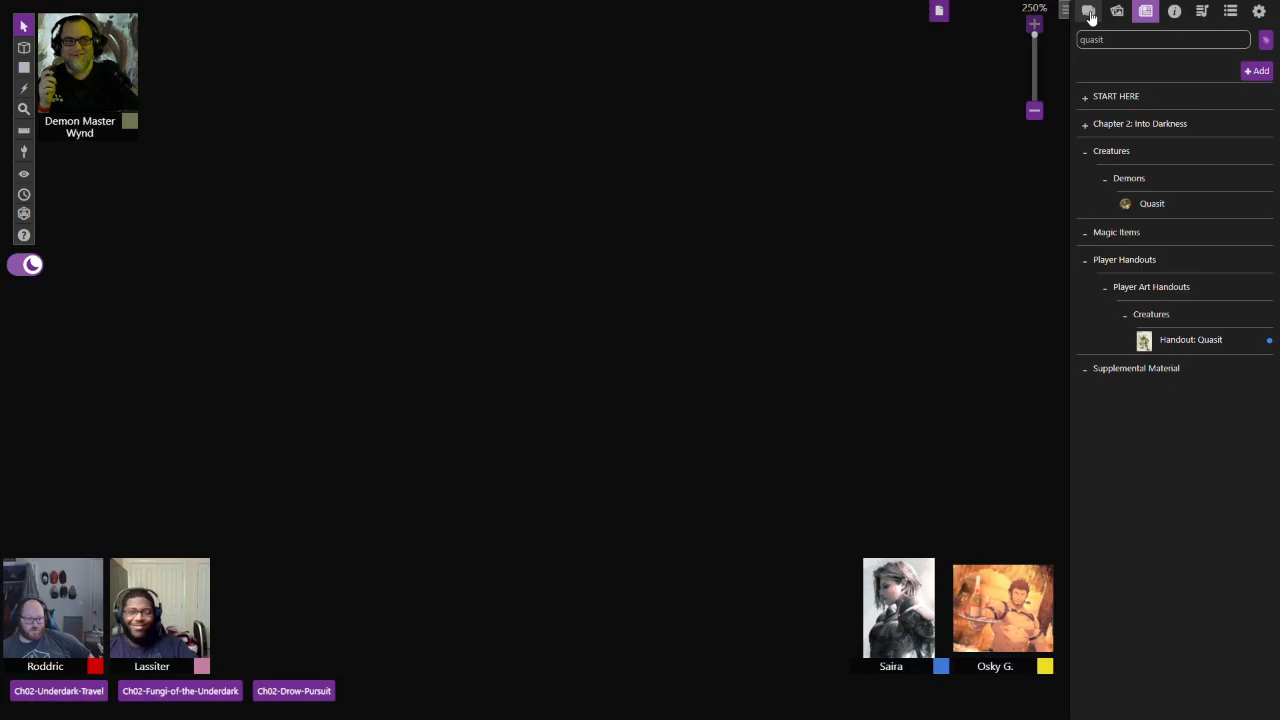 250%
quasit
+ Add
START HERE
Chapter 2: Into Darkness
Creatures
Demons
Quasit
Magic Items
Player Handouts
Player Art Handouts
Creatures
Handout: Quasit
Supplemental Material
Demon Master
Wynd
Roddric
Lassiter
Saira
Osky G.
Ch02-Underdark-Travel
Ch02-Fungi-of-the-Underdark
Ch02-Drow-Pursuit